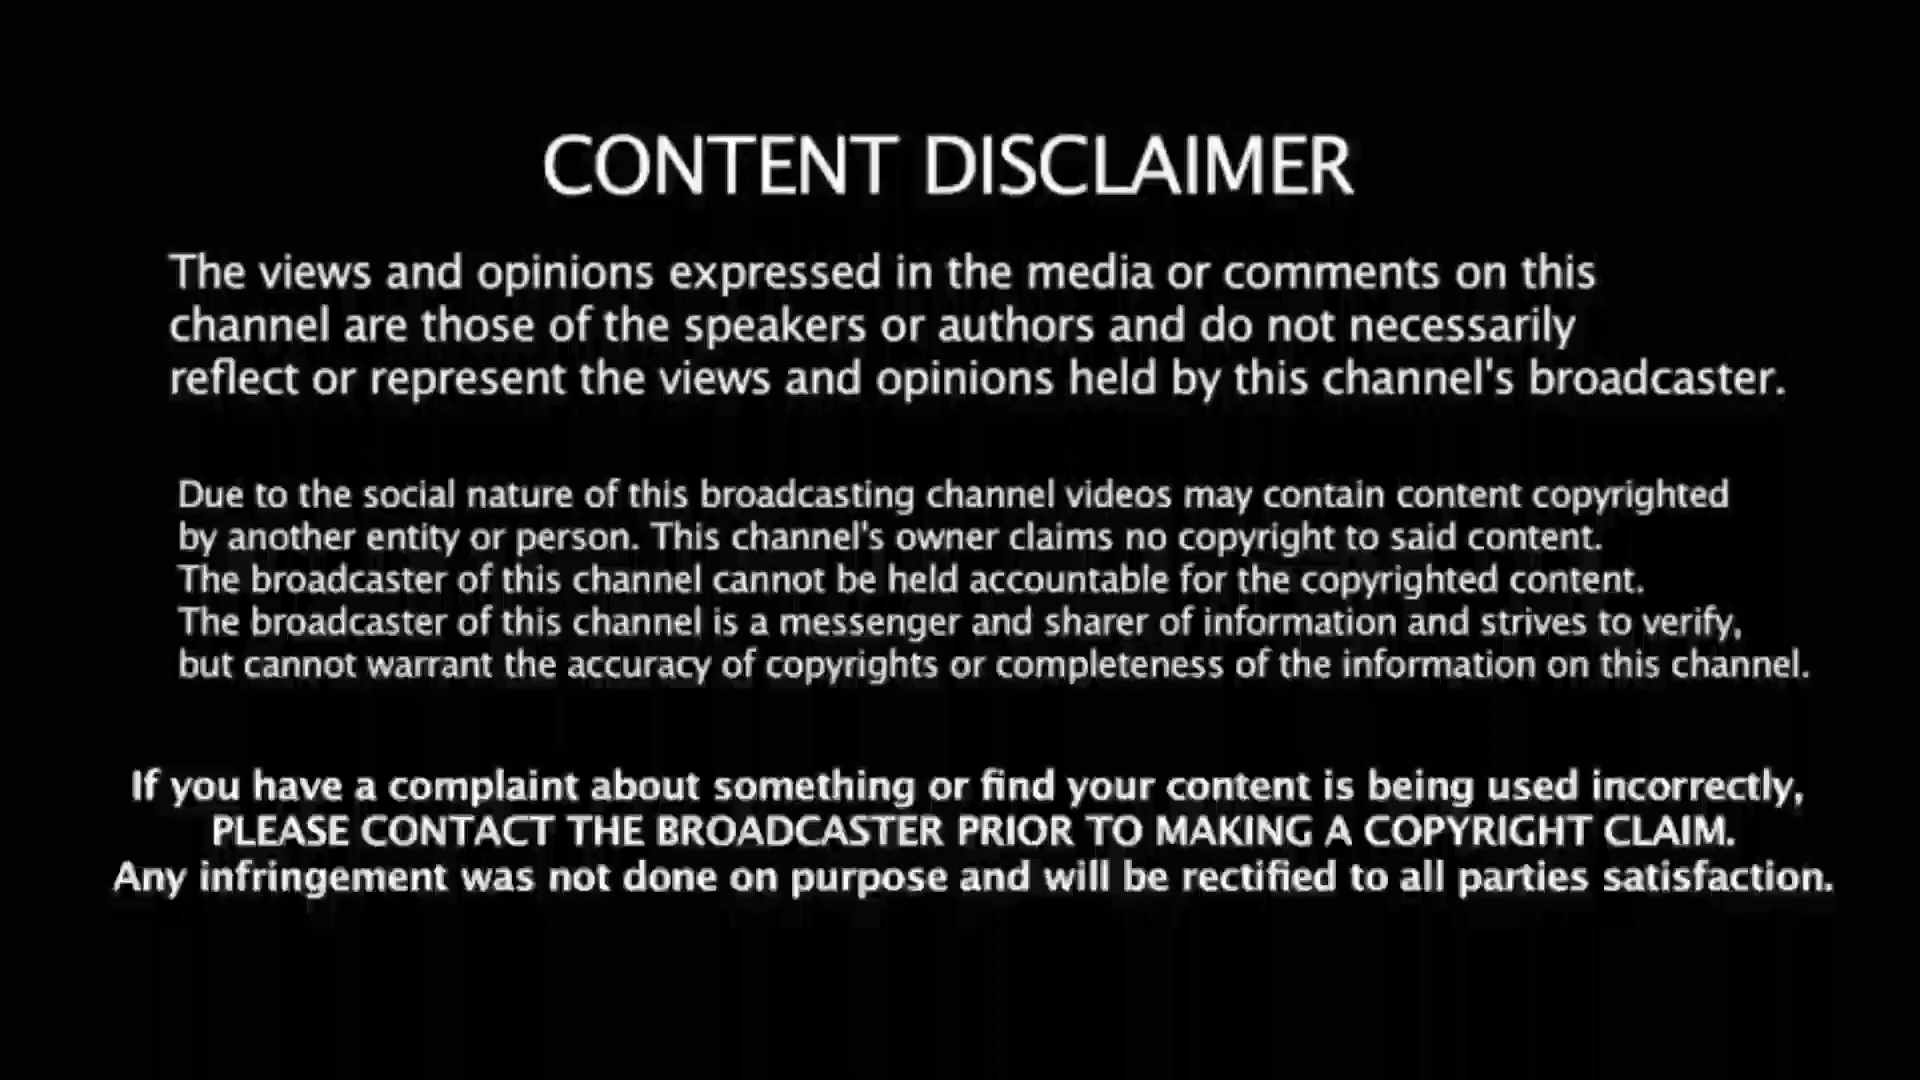 CONTENT DISCLAIMER
The views and opinions expressed in the media or comments on this
channel are those of the speakers or authors and do not necessarily
reflect or represent the views and opinions held by this channel's broadcaster.
Due to the social nature of this broadcasting channel videos may contain content copyrighted
by another entity or person. This channel's owner claims no copyright to said content.
The broadcaster of this channel cannot be held accountable for the copyrighted content.
The broadcaster of this channel is a messenger and sharer of information and strives to verify,
but cannot warrant the accuracy of copyrights or completeness of the information on this channel.
If you have a complaint about something or find your content is being used incorrectly,
PLEASE CONTACT THE BROADCASTER PRIOR TO MAKING A COPYRIGHT CLAIM.
Any infringement was not done on purpose and will be rectified to all parties satisfaction.